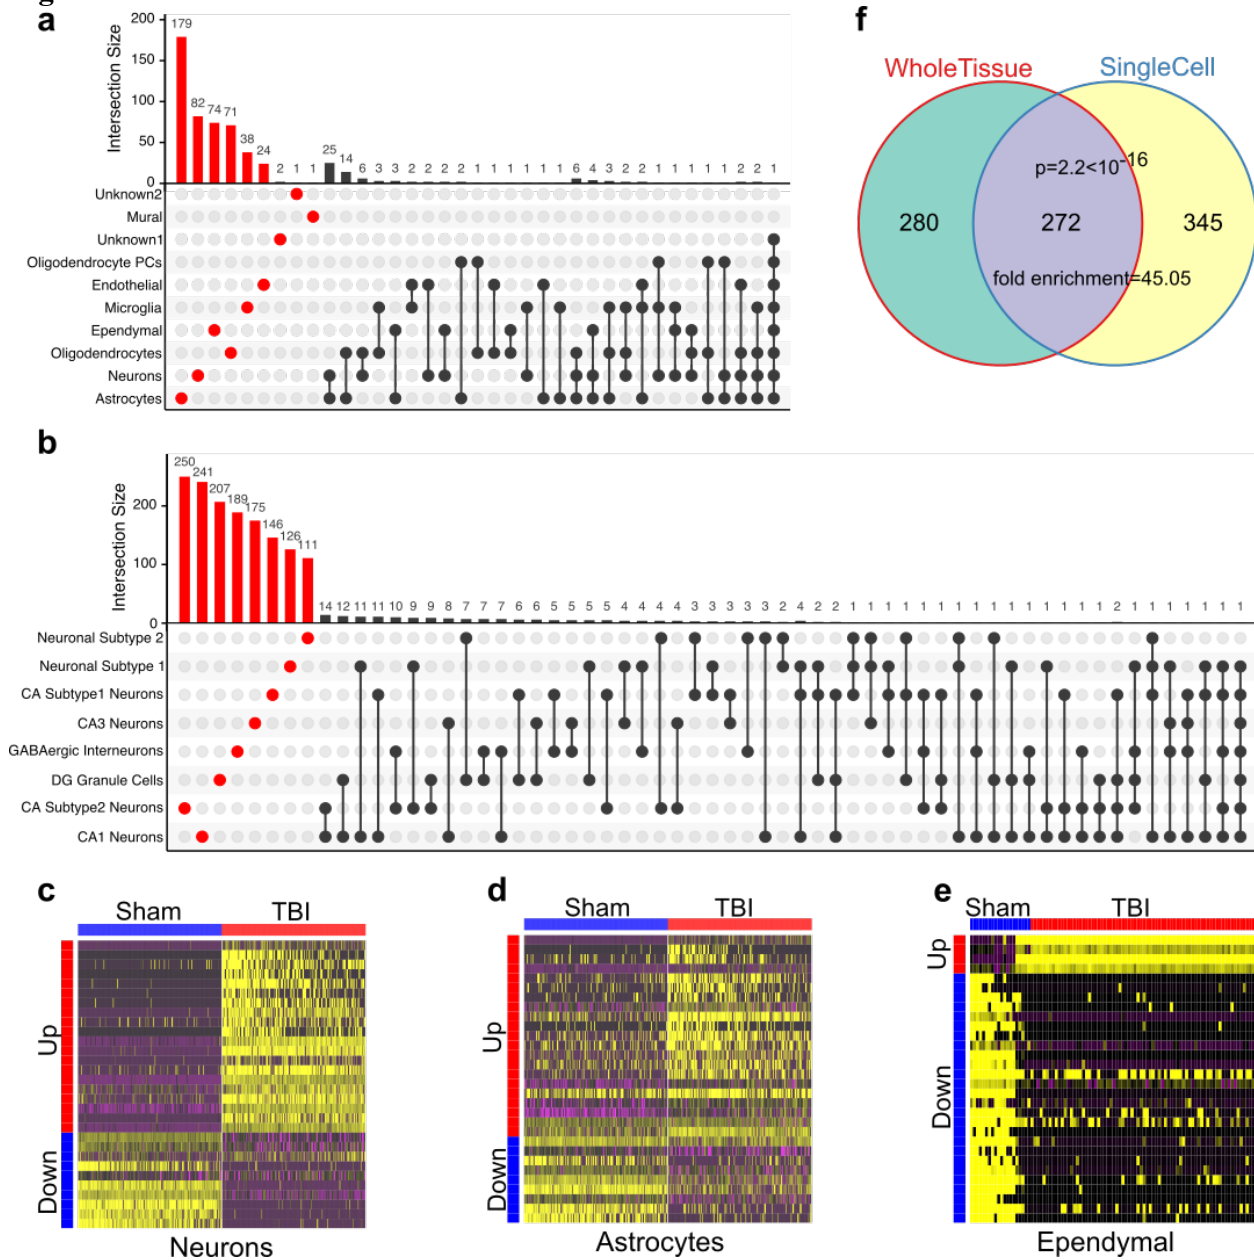 g
a
Intersection Size
200
150
100
50
0
179
82
74
71
38
24
2
1
1
25
14
6
3
3
2
2
2
2
1
1
1
1
1
1
6
4
3
2
2
1
1
1
1
1
2
2
1
Unknown2
Mural
Unknown1
Oligodendrocyte PCs
Endothelial
Microglia
Ependymal
Oligodendrocytes
Neurons
Astrocytes
f
WholeTissue
SingleCell
p=2.2<10-16
280
272
345
fold enrichment=45.05
b
Intersection Size
200
100
0
250
241
207
189
175
146
126
111
14 12 11 11 10 9 9 8 7 7 7 6 6 5 5 5 5 4 4 4 3 3 3 3 3 2 4 2 2 1 1 1 1 1 1 1 1 1 1 1 1 1 1 1 1 2 1 1 1 1 1 1 1
Neuronal Subtype 2
Neuronal Subtype 1
CA Subtype1 Neurons
CA3 Neurons
GABAergic Interneurons
DG Granule Cells
CA Subtype2 Neurons
CA1 Neurons
c
Sham
TBI
Up
Down
Neurons
d
Sham
TBI
Up
Down
Astrocytes
e
Sham
TBI
Up
Down
Ependymal